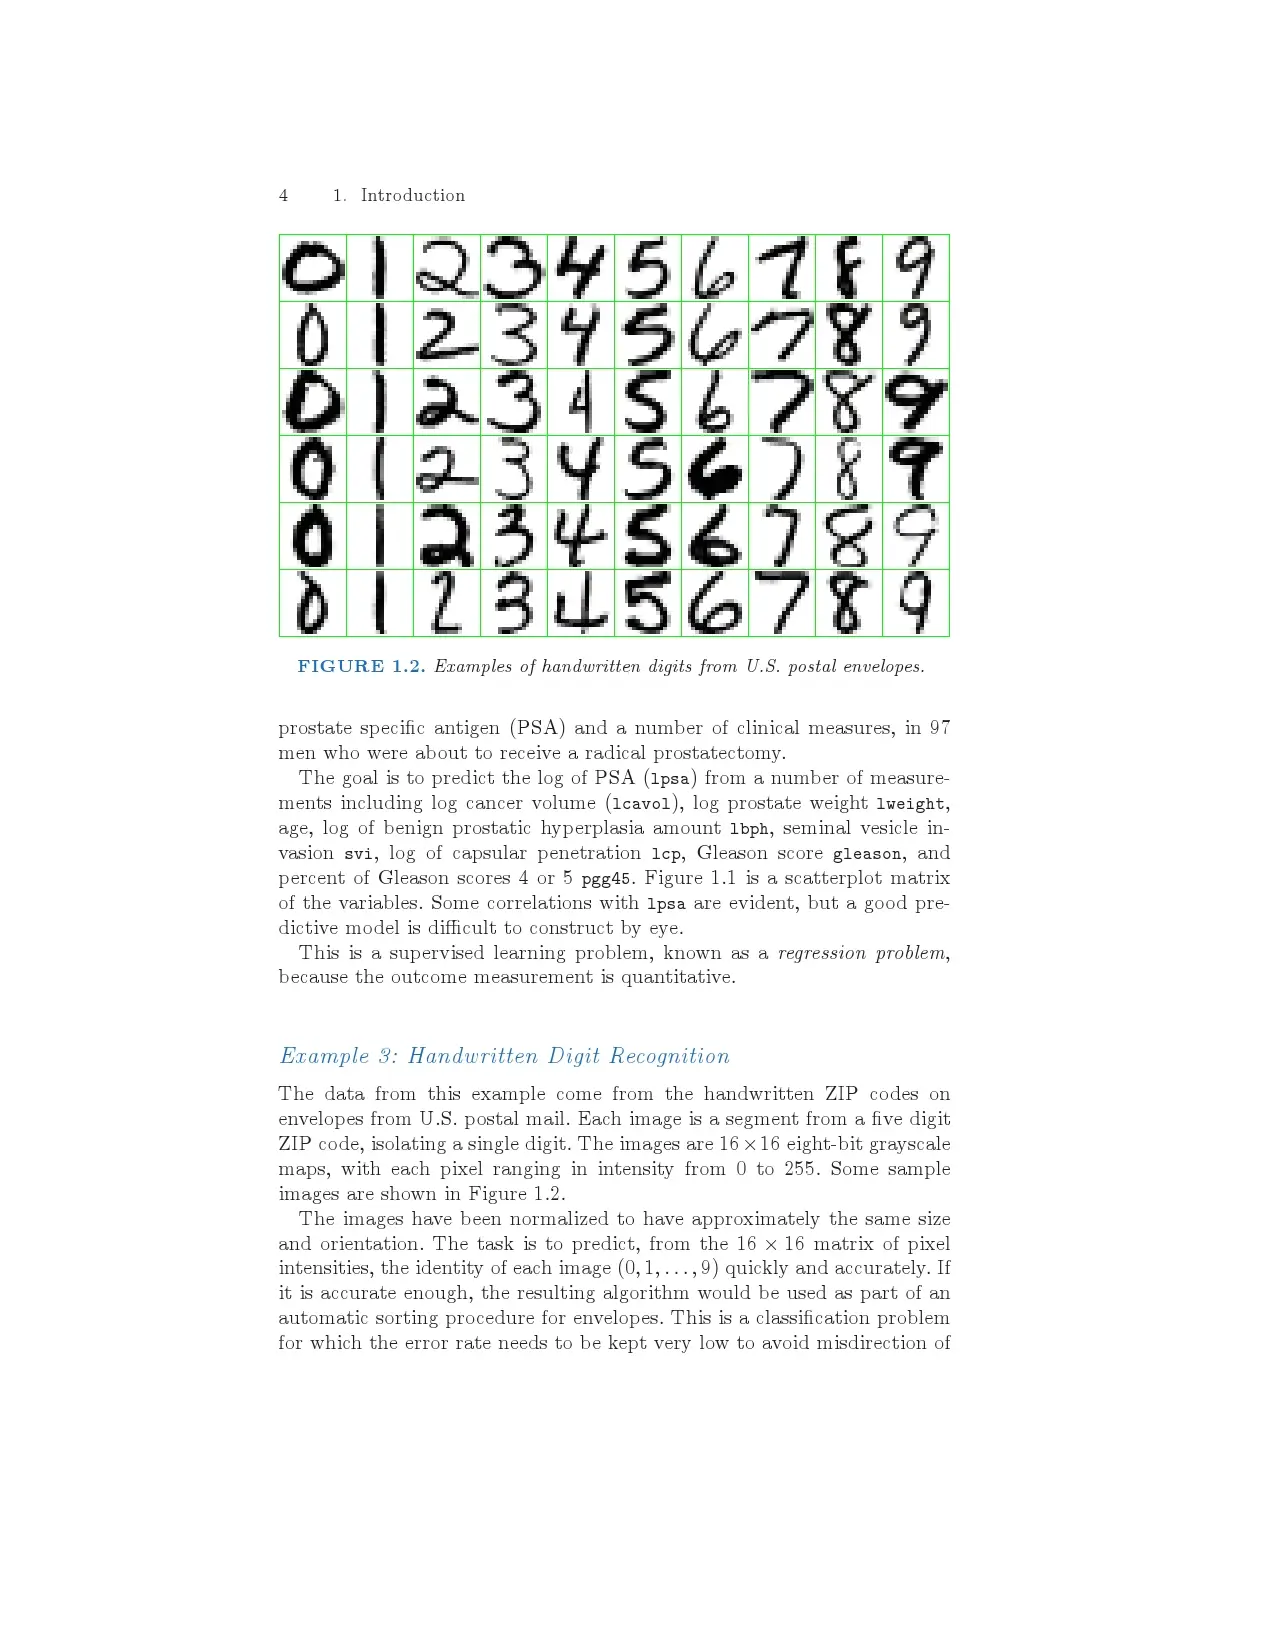 4 1. Introduction
0 1 2 3 4 5 6 7 8 9
0 1 2 3 4 5 6 7 8 9
0 1 2 3 4 5 6 7 8 9
0 1 2 3 4 5 6 7 8 9
0 1 2 3 4 5 6 7 8 9
0 1 2 3 4 5 6 7 8 9
FIGURE 1.2. Examples of handwritten digits from U.S. postal envelopes.
prostate specific antigen (PSA) and a number of clinical measures, in 97
men who were about to receive a radical prostatectomy.
The goal is to predict the log of PSA (lpsa) from a number of measure-
ments including log cancer volume (lcavol), log prostate weight lweight,
age, log of benign prostatic hyperplasia amount lbph, seminal vesicle in-
vasion svi, log of capsular penetration lcp, Gleason score gleason, and
percent of Gleason scores 4 or 5 pgg45. Figure 1.1 is a scatterplot matrix
of the variables. Some correlations with lpsa are evident, but a good pre-
dictive model is difficult to construct by eye.
This is a supervised learning problem, known as a regression problem,
because the outcome measurement is quantitative.
Example 3: Handwritten Digit Recognition
The data from this example come from the handwritten ZIP codes on
envelopes from U.S. postal mail. Each image is a segment from a five digit
ZIP code, isolating a single digit. The images are 16×16 eight-bit grayscale
maps, with each pixel ranging in intensity from 0 to 255. Some sample
images are shown in Figure 1.2.
The images have been normalized to have approximately the same size
and orientation. The task is to predict, from the 16 × 16 matrix of pixel
intensities, the identity of each image (0, 1, . . . , 9) quickly and accurately. If
it is accurate enough, the resulting algorithm would be used as part of an
automatic sorting procedure for envelopes. This is a classification problem
for which the error rate needs to be kept very low to avoid misdirection of